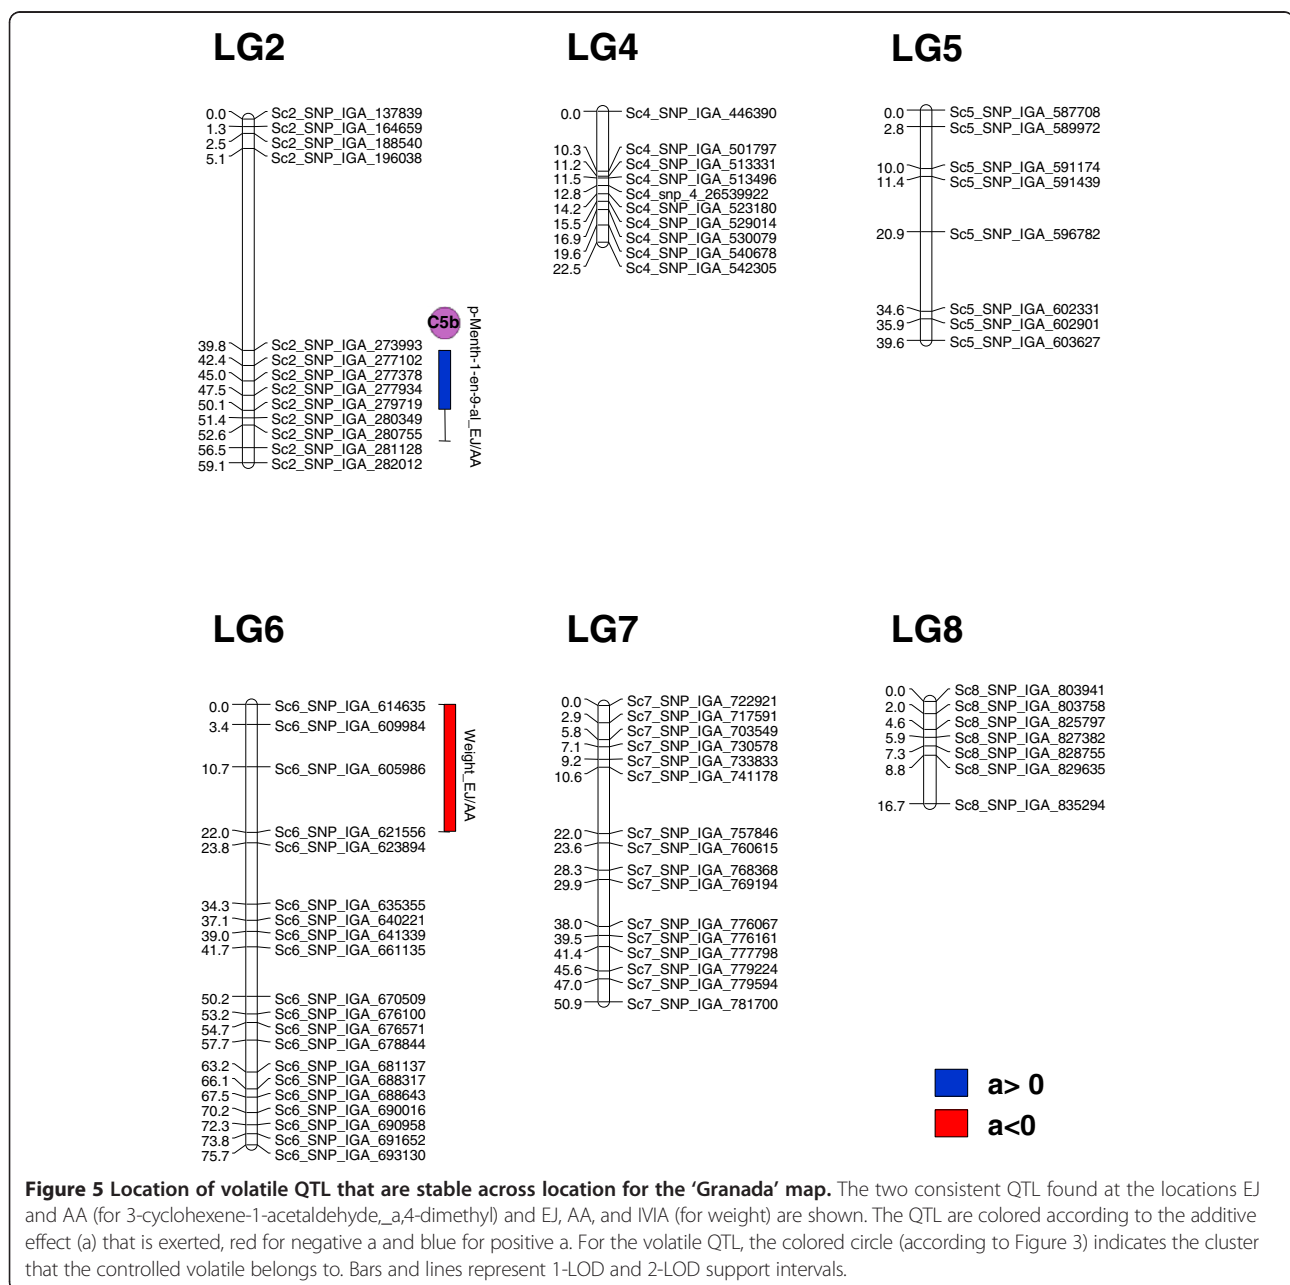 LG2
0.0 Sc2_SNP_IGA_137839
1.3 Sc2_SNP_IGA_164659
2.5 Sc2_SNP_IGA_188540
5.1 Sc2_SNP_IGA_196038
39.8 Sc2_SNP_IGA_273993
42.4 Sc2_SNP_IGA_277102
45.0 Sc2_SNP_IGA_277378
47.5 Sc2_SNP_IGA_277934
50.1 Sc2_SNP_IGA_279719
51.4 Sc2_SNP_IGA_280349
52.6 Sc2_SNP_IGA_280755
56.5 Sc2_SNP_IGA_281128
59.1 Sc2_SNP_IGA_282012
C5b
p-Menth-1-en-9-al_EJ/AA
LG4
0.0 Sc4_SNP_IGA_446390
10.3 Sc4_SNP_IGA_501797
11.2 Sc4_SNP_IGA_513331
11.5 Sc4_SNP_IGA_513496
12.8 Sc4_snp_4_26539922
14.2 Sc4_SNP_IGA_523180
15.5 Sc4_SNP_IGA_529014
16.9 Sc4_SNP_IGA_530079
19.6 Sc4_SNP_IGA_540678
22.5 Sc4_SNP_IGA_542305
LG5
0.0 Sc5_SNP_IGA_587708
2.8 Sc5_SNP_IGA_589972
10.0 Sc5_SNP_IGA_591174
11.4 Sc5_SNP_IGA_591439
20.9 Sc5_SNP_IGA_596782
34.6 Sc5_SNP_IGA_602331
35.9 Sc5_SNP_IGA_602901
39.6 Sc5_SNP_IGA_603627
LG6
0.0 Sc6_SNP_IGA_614635
3.4 Sc6_SNP_IGA_609984
10.7 Sc6_SNP_IGA_605986
22.0 Sc6_SNP_IGA_621556
23.8 Sc6_SNP_IGA_623894
34.3 Sc6_SNP_IGA_635355
37.1 Sc6_SNP_IGA_640221
39.0 Sc6_SNP_IGA_641339
41.7 Sc6_SNP_IGA_661135
50.2 Sc6_SNP_IGA_670509
53.2 Sc6_SNP_IGA_676100
54.7 Sc6_SNP_IGA_676571
57.7 Sc6_SNP_IGA_678844
63.2 Sc6_SNP_IGA_681137
66.1 Sc6_SNP_IGA_688317
67.5 Sc6_SNP_IGA_688643
70.2 Sc6_SNP_IGA_690016
72.3 Sc6_SNP_IGA_690958
73.8 Sc6_SNP_IGA_691652
75.7 Sc6_SNP_IGA_693130
Weight_EJ/AA
LG7
0.0 Sc7_SNP_IGA_722921
2.9 Sc7_SNP_IGA_717591
5.8 Sc7_SNP_IGA_703549
7.1 Sc7_SNP_IGA_730578
9.2 Sc7_SNP_IGA_733833
10.6 Sc7_SNP_IGA_741178
22.0 Sc7_SNP_IGA_757846
23.6 Sc7_SNP_IGA_760615
28.3 Sc7_SNP_IGA_768368
29.9 Sc7_SNP_IGA_769194
38.0 Sc7_SNP_IGA_776067
39.5 Sc7_SNP_IGA_776161
41.4 Sc7_SNP_IGA_777798
45.6 Sc7_SNP_IGA_779224
47.0 Sc7_SNP_IGA_779594
50.9 Sc7_SNP_IGA_781700
LG8
0.0 Sc8_SNP_IGA_803941
2.0 Sc8_SNP_IGA_803758
4.6 Sc8_SNP_IGA_825797
5.9 Sc8_SNP_IGA_827382
7.3 Sc8_SNP_IGA_828755
8.8 Sc8_SNP_IGA_829635
16.7 Sc8_SNP_IGA_835294
a> 0
a<0
Figure 5 Location of volatile QTL that are stable across location for the ‘Granada’ map. The two consistent QTL found at the locations EJ
and AA (for 3-cyclohexene-1-acetaldehyde,_a,4-dimethyl) and EJ, AA, and IVIA (for weight) are shown. The QTL are colored according to the additive
effect (a) that is exerted, red for negative a and blue for positive a. For the volatile QTL, the colored circle (according to Figure 3) indicates the cluster
that the controlled volatile belongs to. Bars and lines represent 1-LOD and 2-LOD support intervals.